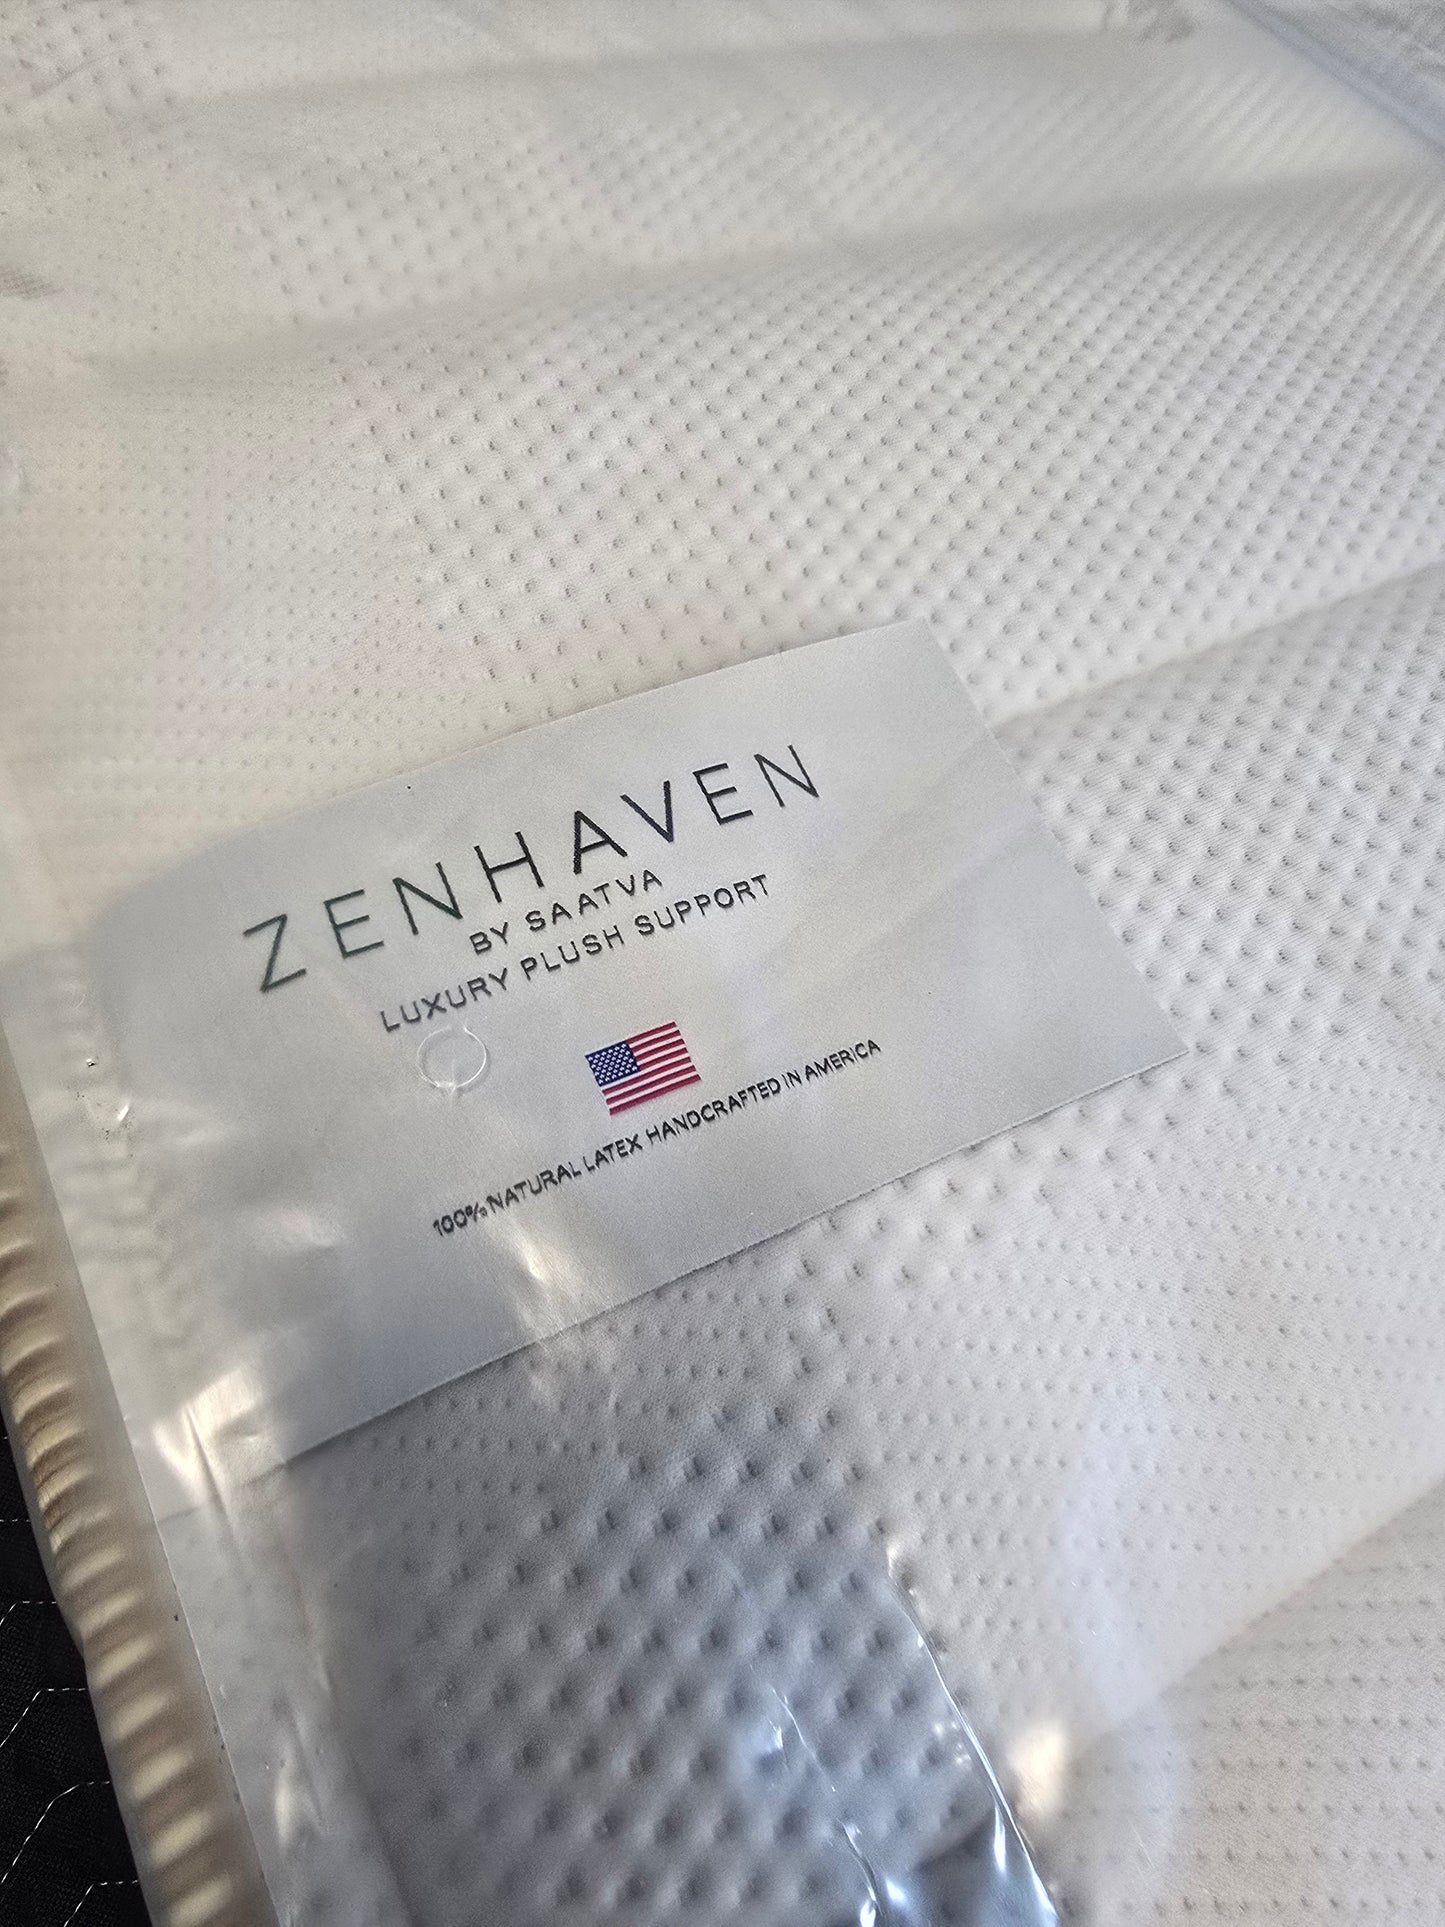 ZENHAVEN
BY SAATVA
LUXURY PLUSH SUPPORT
100% NATURAL LATEX HANDCRAFTED IN AMERICA